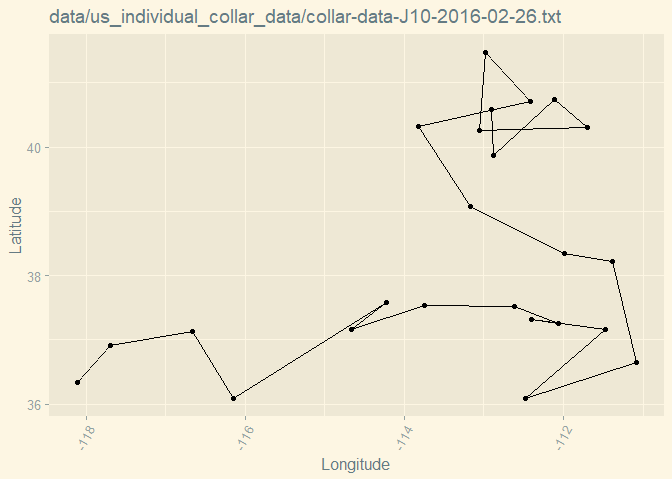 data/us_individual_collar_data/collar-data-J10-2016-02-26.txt
40
38
36
Latitude
-118
-116
-114
-112
Longitude